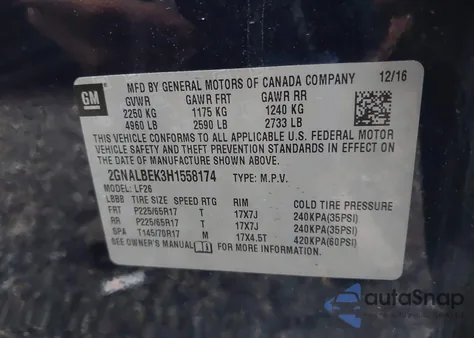 GM
MFD BY GENERAL MOTORS OF CANADA COMPANY 12/16
GVWR GAWR FRT GAWR RR
2250 KG 1175 KG 1240 KG
4960 LB 2590 LB 2733 LB
THIS VEHICLE CONFORMS TO ALL APPLICABLE U.S. FEDERAL MOTOR
VEHICLE SAFETY AND THEFT PREVENTION STANDARDS IN EFFECT ON
THE DATE OF MANUFACTURE SHOWN ABOVE.
2GNALBEK3H1558174 TYPE: M.P.V.
MODEL: LF26
LBBB TIRE SIZE SPEED RTG RIM COLD TIRE PRESSURE
FRT P225/65R17 T 17X7J 240KPA(35PSI)
RR P225/65R17 T 17X7J 240KPA(35PSI)
SPA T145/70R17 M 17X4.5T 420KPA(60PSI)
SEE OWNER'S MANUAL FOR MORE INFORMATION.
autoSnap